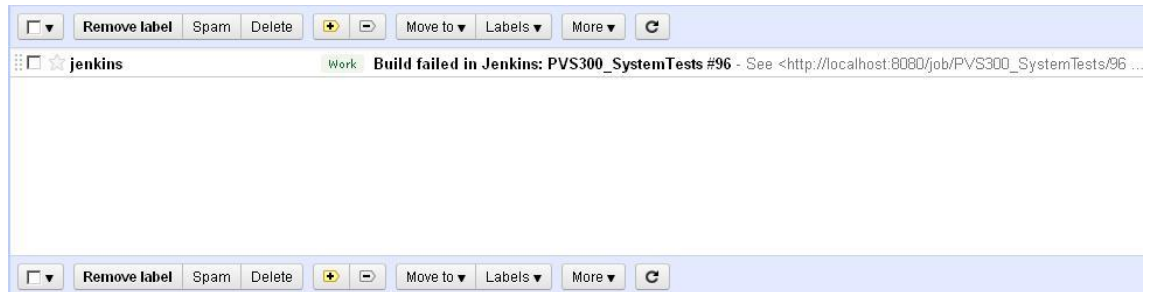 Remove label Spam Delete Move to Labels More
jenkins Work Build failed in Jenkins: PVS300_SystemTests #96 - See <http://localhost:8080/job/PVS300_SystemTests/96 ...
Remove label Spam Delete Move to Labels More